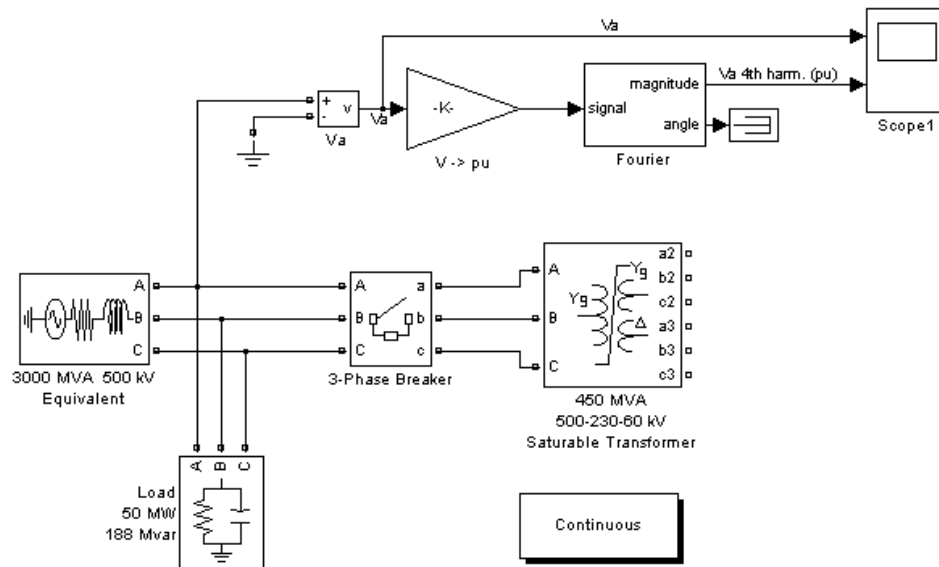 Va
Va 4th harm. (pu)
Scope1
+
-
v
Va
Va
-K-
V -> pu
signal
magnitude
angle
Fourier
A
B
C
3000 MVA 500 kV
Equivalent
A
B
C
a
b
c
3-Phase Breaker
A
B
C
Yg
Yg
Δ
a2
b2
c2
a3
b3
c3
450 MVA
500-230-60 kV
Saturable Transformer
A
B
C
Load
50 MW
188 Mvar
Continuous